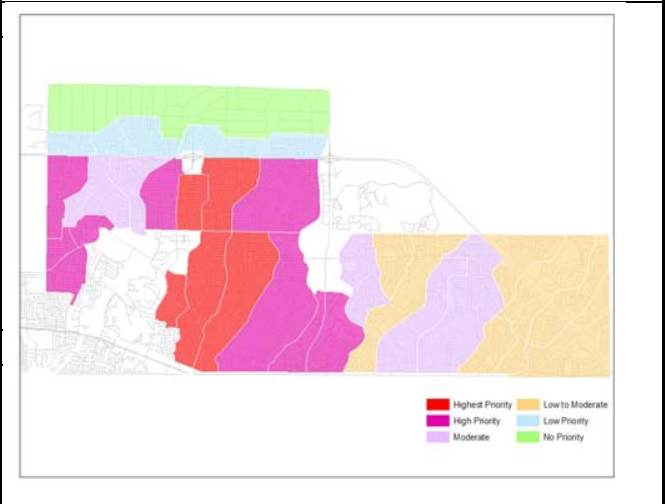 Highest Priority
High Priority
Moderate
Low to Moderate
Low Priority
No Priority